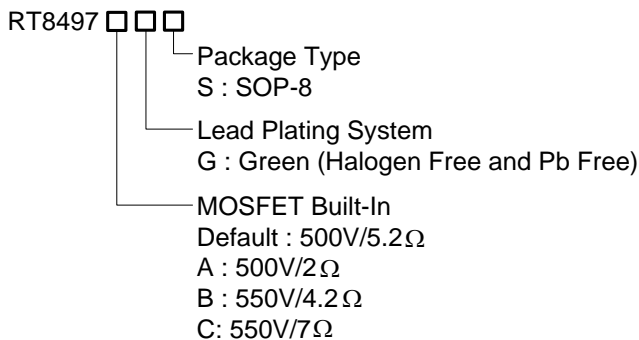 RT8497
Package Type
S : SOP-8
Lead Plating System
G : Green (Halogen Free and Pb Free)
MOSFET Built-In
Default : 500V/5.2Ω
A : 500V/2Ω
B : 550V/4.2Ω
C: 550V/7Ω